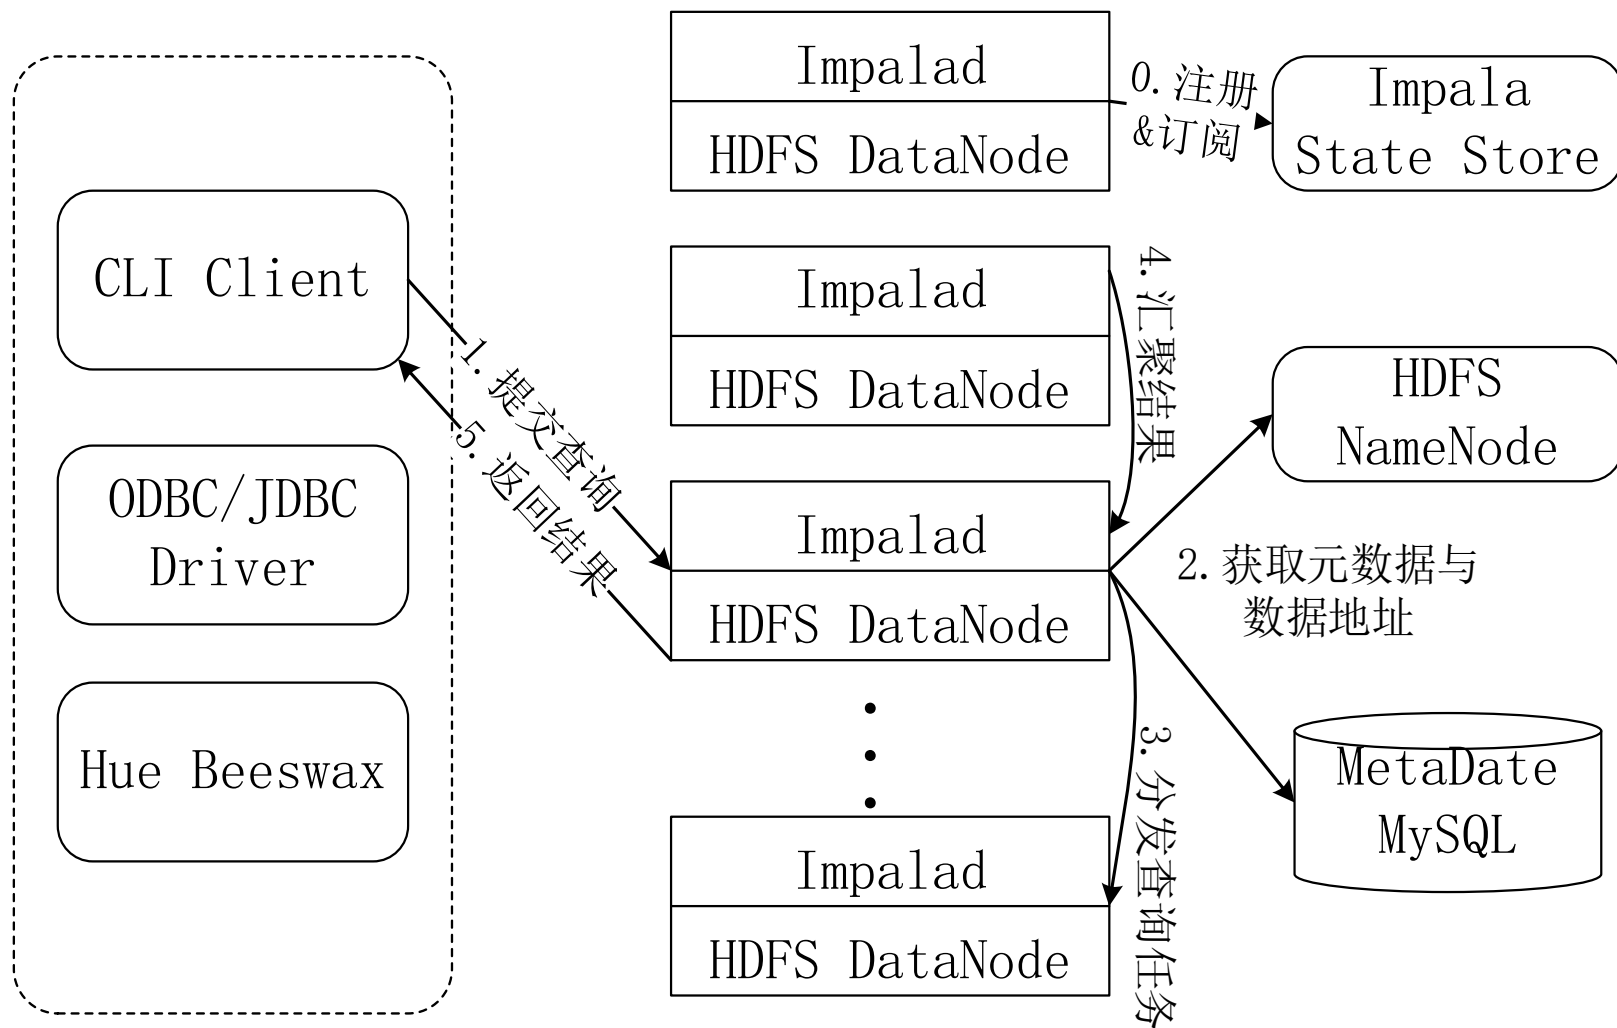 CLI Client
ODBC/JDBC
Driver
Hue Beeswax
1.提交查询
5.返回结果
Impalad
HDFS DataNode
Impalad
HDFS DataNode
Impalad
HDFS DataNode
Impalad
HDFS DataNode
0.注册
&订阅
4.汇聚结果
3.分发查询任务
Impala
State Store
HDFS
NameNode
2.获取元数据与
数据地址
MetaDate
MySQL